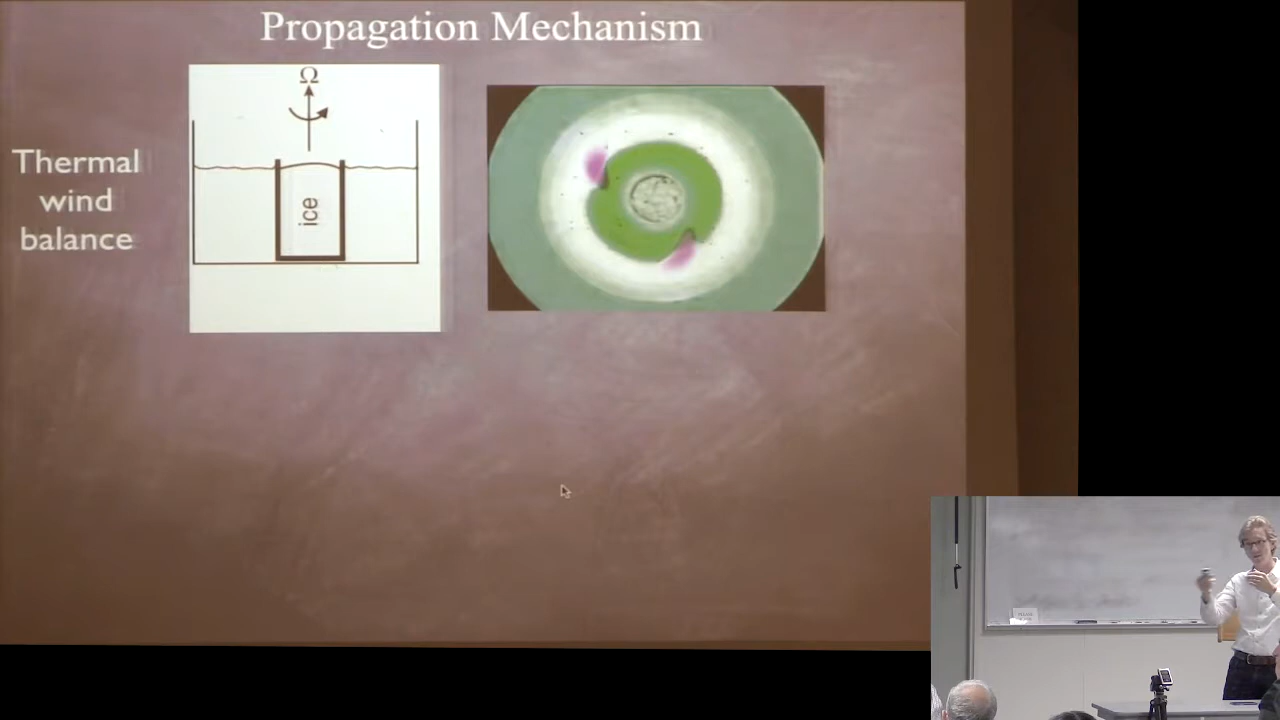 Propagation Mechanism
Ω
Thermal
wind
balance
ice